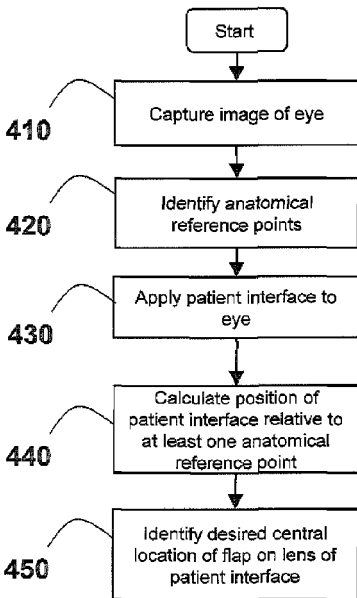 Start
410
Capture image of eye
420
Identify anatomical
reference points
430
Apply patient interface to
eye
440
Calculate position of
patient interface relative to
at least one anatomical
reference point
450
Identify desired central
location of flap on lens of
patient interface